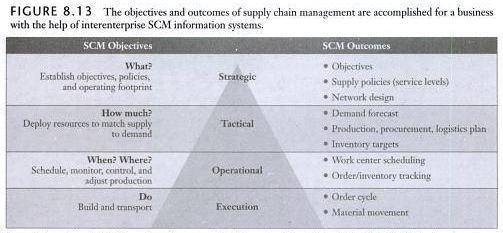 FIGURE 8.13 The objectives and outcomes of supply chain management are accomplished for a business
with the help of interenterprise SCM information systems.
SCM Objectives
SCM Outcomes
What?
Establish objectives, policies,
and operating footprint
Strategic
• Objectives
• Supply policies (service levels)
• Network design
How much?
Deploy resources to match supply
to demand
Tactical
• Demand forecast
• Production, procurement, logistics plan
• Inventory targets
When? Where?
Schedule, monitor, control, and
adjust production
Operational
• Work center scheduling
• Order/inventory tracking
Do
Build and transport
Execution
• Order cycle
• Material movement